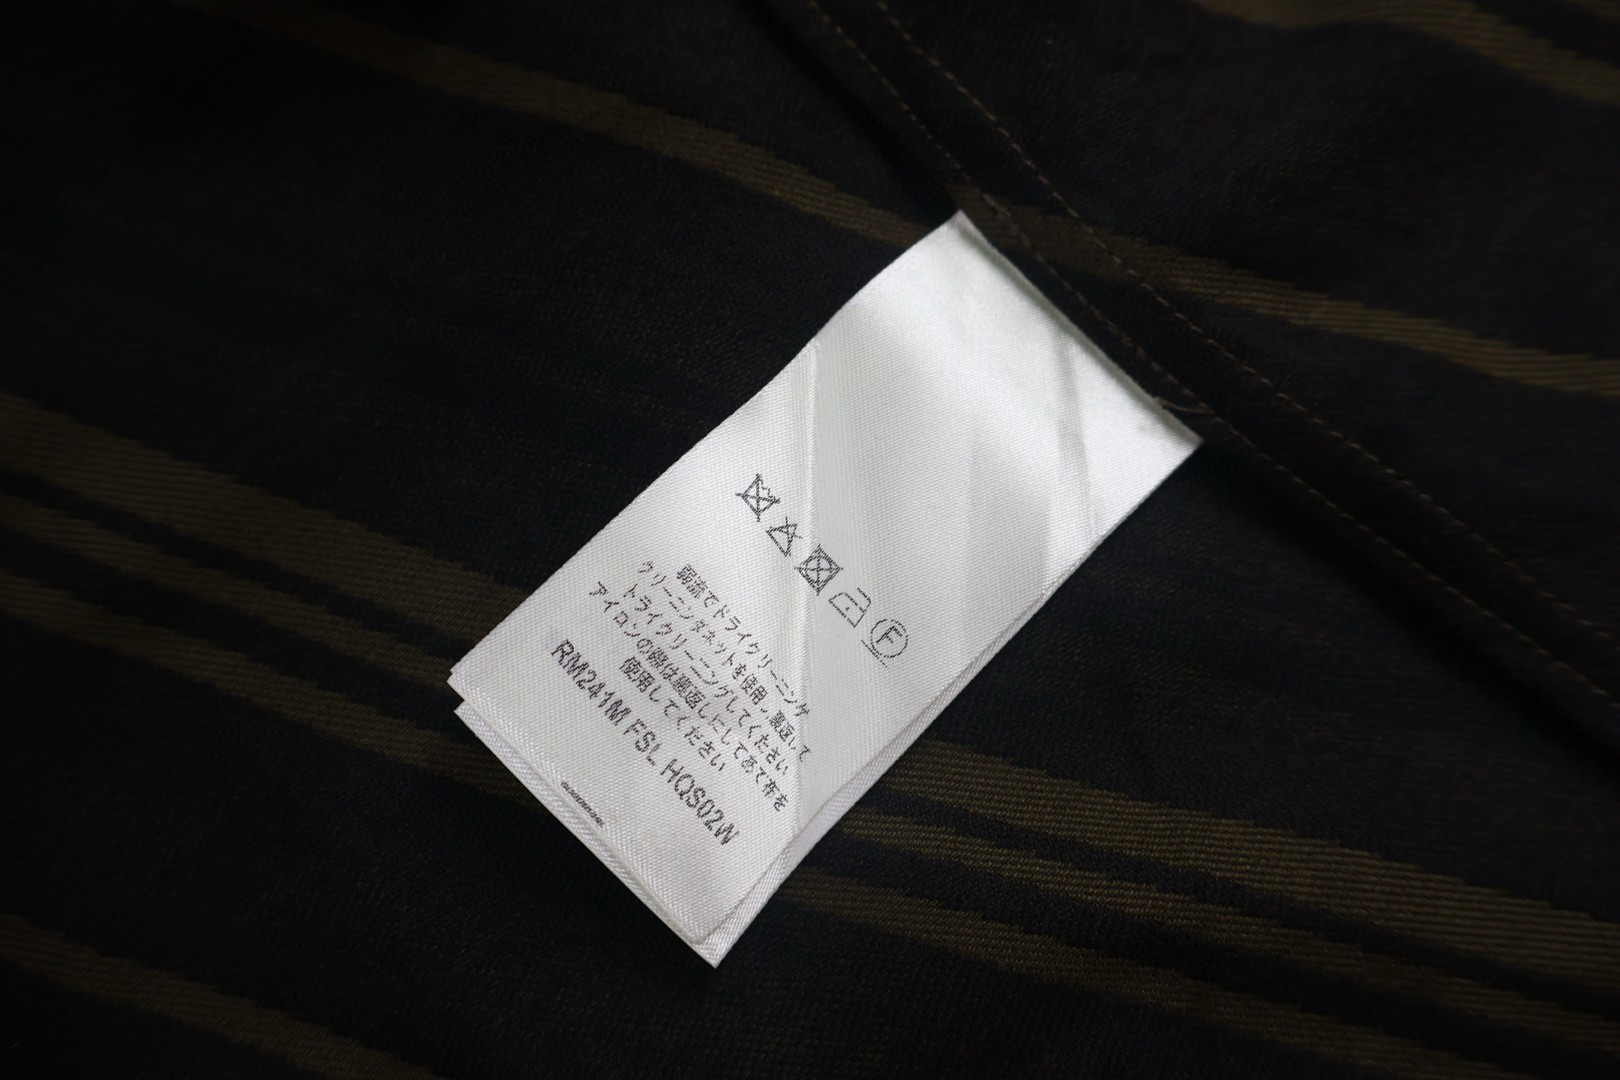 F
弱流でドライクリーニング
クリーニングネットを使用し裏返して
ドライクリーニングしてください
アイロンの際は裏返しにしてあて布を
使用してください
RM241M FSL HQS02W